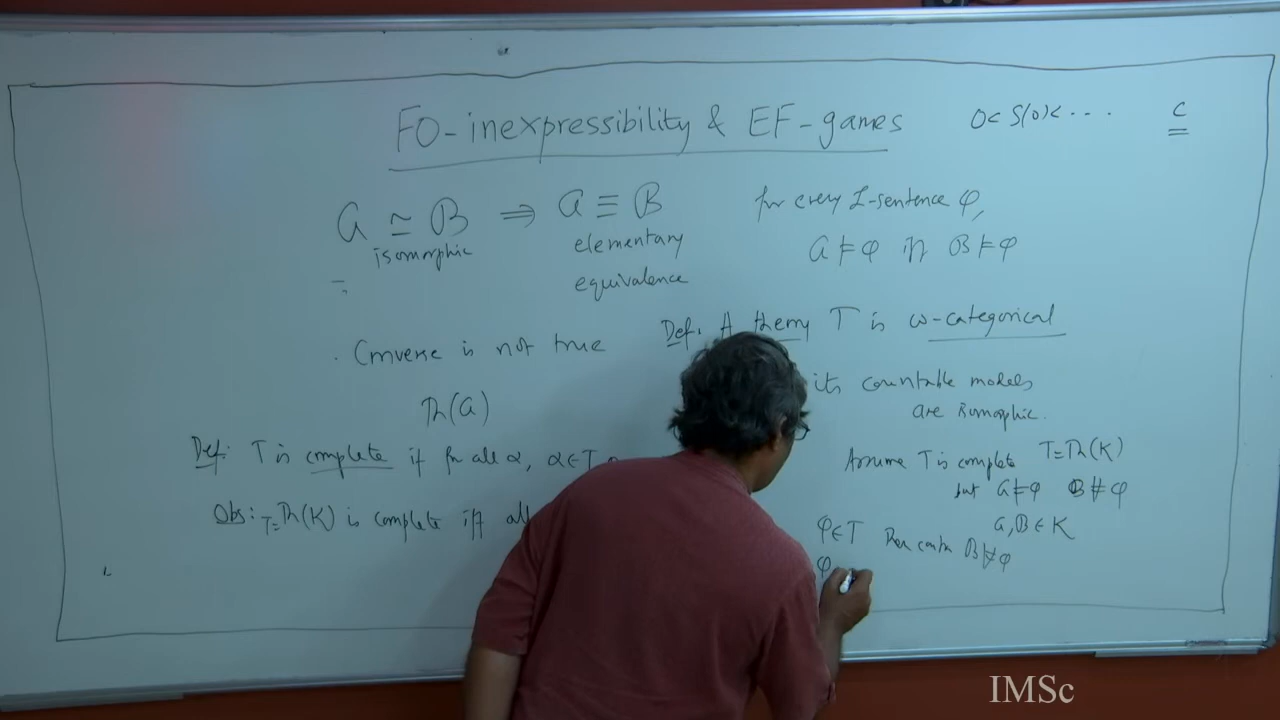 FO-inexpressibility & EF-games
0 < S(0) < ....
c
𝒜 ≃ ℬ ⇒ 𝒜 ≡ ℬ
isomorphic
elementary
equivalence
for every L-sentence φ,
𝒜 ⊨ φ iff ℬ ⊨ φ
Converse is not true
Th(𝒜)
Def: T is complete if for all α, α ∈ T
Obs: T = Th(K) is complete iff all
Def. A theory T is ω-categorical
its countable models
are isomorphic.
Assume T is complete T = Th(K)
but 𝒜 ⊨ φ ℬ ⊭ φ
𝒜, ℬ ∈ K
φ ∈ T Then contra ℬ ⊭ φ
φ
IMSc